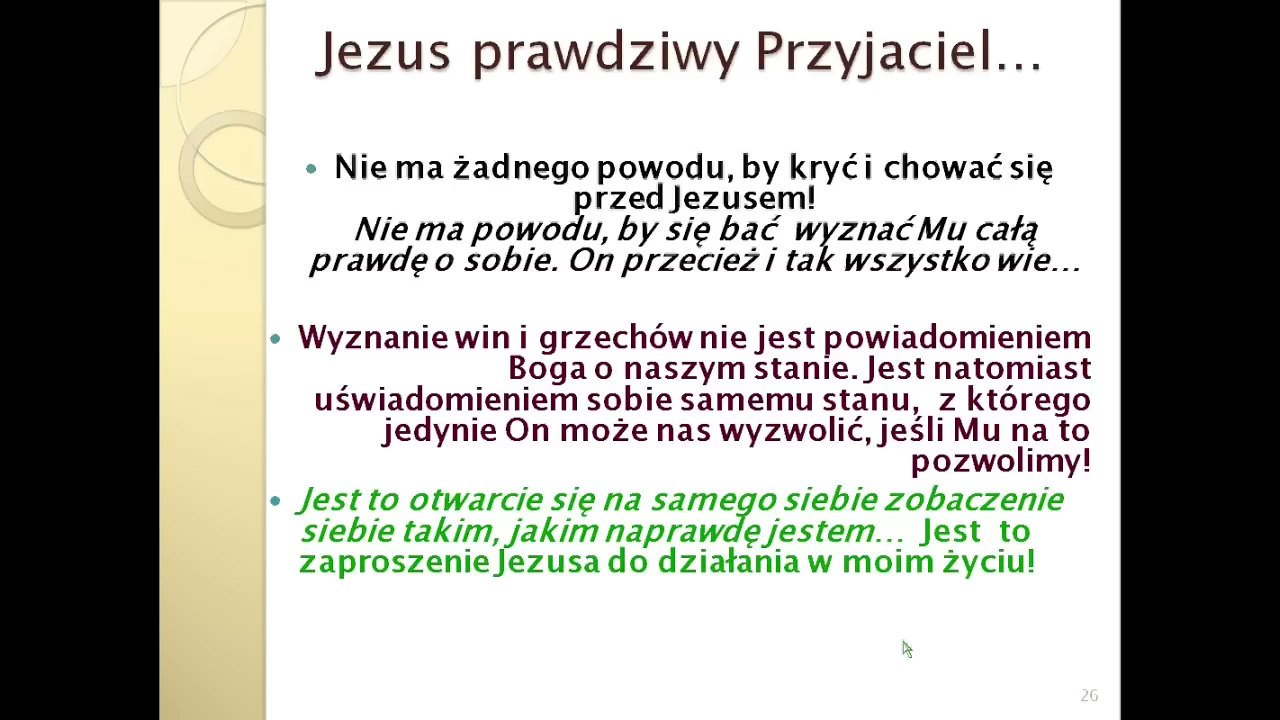 Jezus prawdziwy Przyjaciel...
• Nie ma żadnego powodu, by kryć i chować się
przed Jezusem!
Nie ma powodu, by się bać wyznać Mu całą
prawdę o sobie. On przecież i tak wszystko wie...
• Wyznanie win i grzechów nie jest powiadomieniem
Boga o naszym stanie. Jest natomiast
uświadomieniem sobie samemu stanu, z którego
jedynie On może nas wyzwolić, jeśli Mu na to
pozwolimy!
• Jest to otwarcie się na samego siebie zobaczenie
siebie takim, jakim naprawdę jestem... Jest to
zaproszenie Jezusa do działania w moim życiu!
26